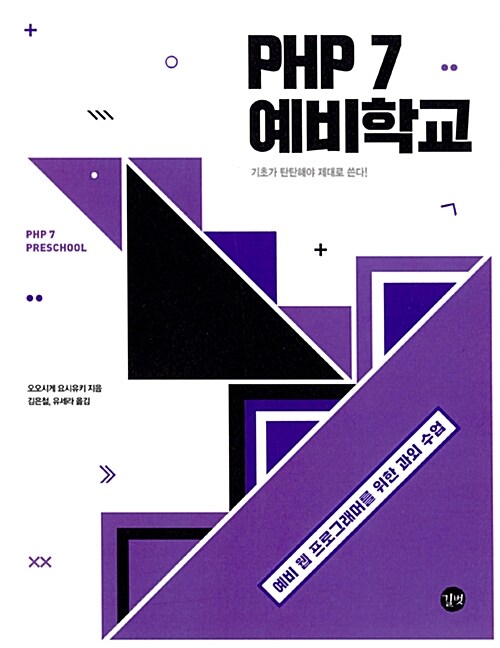 PHP 7
예비학교
기초가 탄탄해야 제대로 쓴다!
PHP 7
PRESCHOOL
오오시게 요시유키 지음
김은철, 유세라 옮김
예비 웹 프로그래머를 위한 과외 수업
길벗